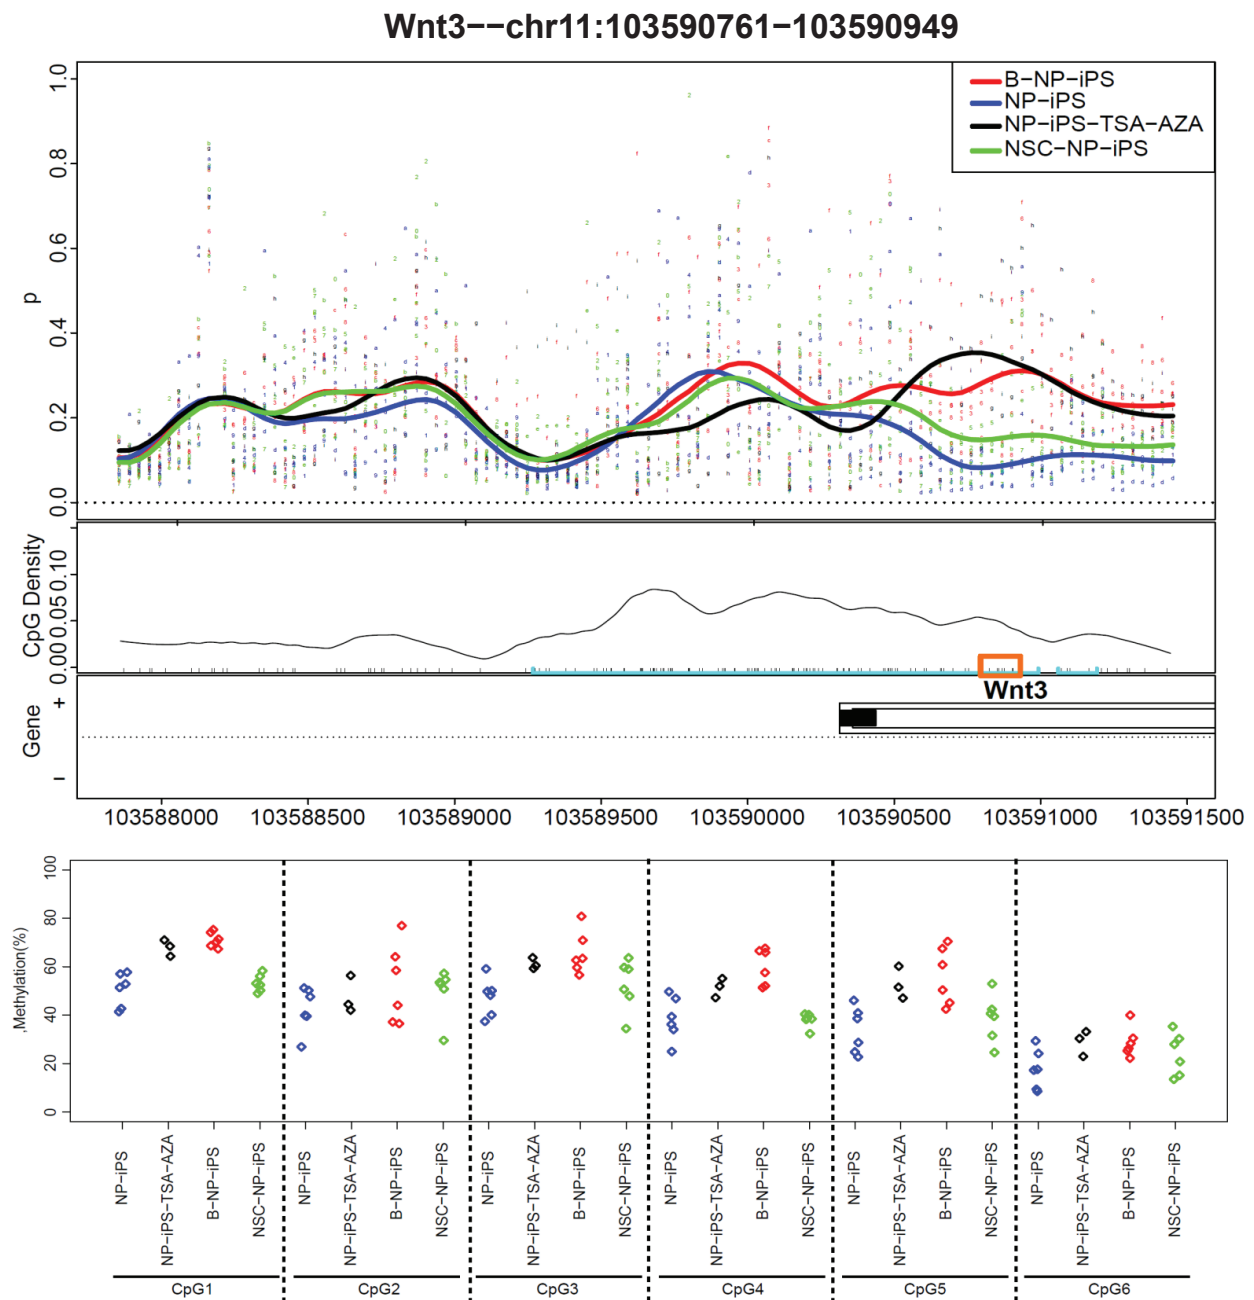 Wnt3--chr11:103590761-103590949
B-NP-iPS
NP-iPS
NP-iPS-TSA-AZA
NSC-NP-iPS
p
1.0
0.8
0.6
0.4
0.2
0.0
CpG Density
0.10
0.05
0.00
Wnt3
Gene
+
-
103588000 103588500 103589000 103589500 103590000 103590500 103591000 103591500
,Methylation(%)
100
80
60
40
20
0
NP-iPS
NP-iPS-TSA-AZA
B-NP-iPS
NSC-NP-iPS
NP-iPS
NP-iPS-TSA-AZA
B-NP-iPS
NSC-NP-iPS
NP-iPS
NP-iPS-TSA-AZA
B-NP-iPS
NSC-NP-iPS
NP-iPS
NP-iPS-TSA-AZA
B-NP-iPS
NSC-NP-iPS
NP-iPS
NP-iPS-TSA-AZA
B-NP-iPS
NSC-NP-iPS
NP-iPS
NP-iPS-TSA-AZA
B-NP-iPS
NSC-NP-iPS
CpG1 CpG2 CpG3 CpG4 CpG5 CpG6